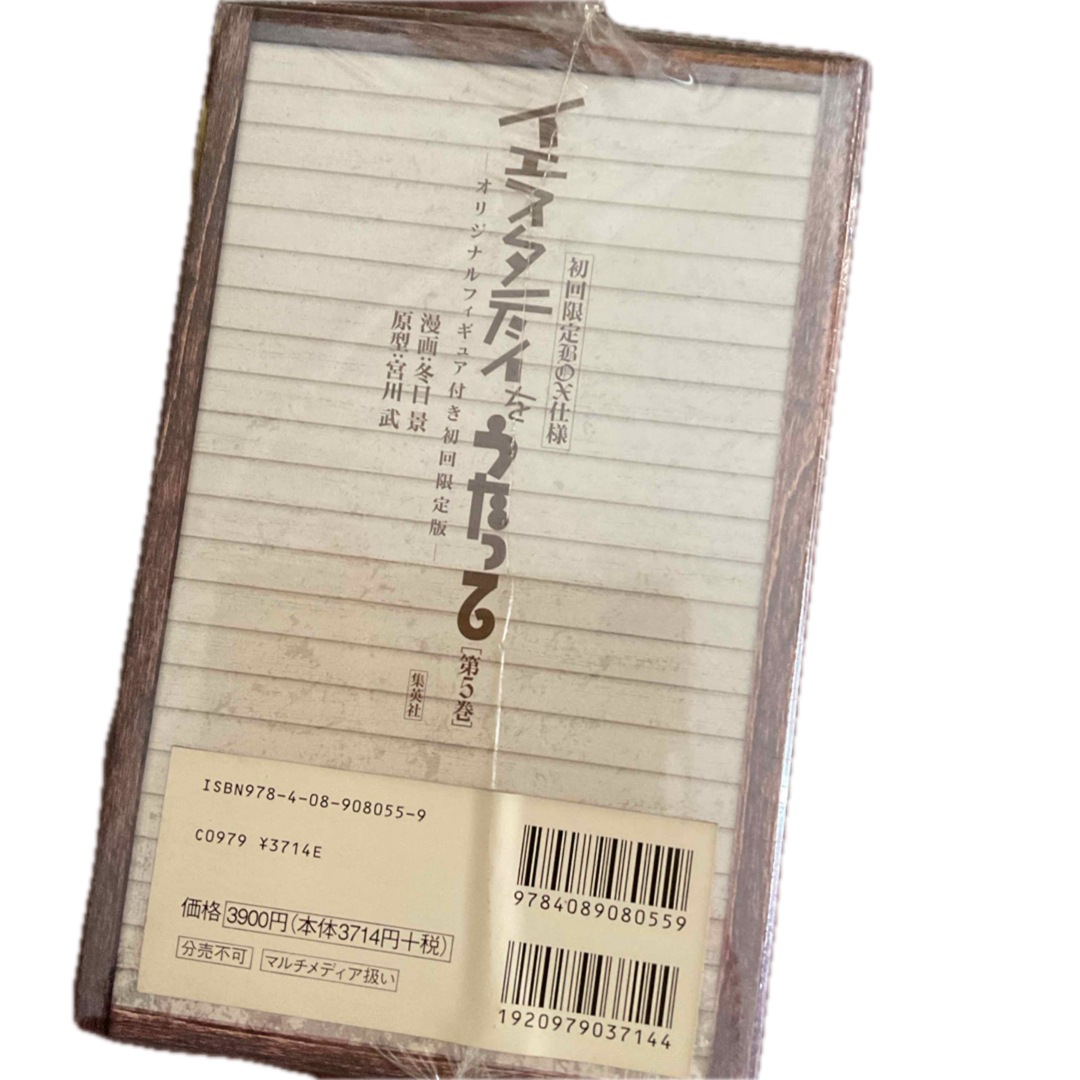 初回限定BOX仕様
イエスタデイをうたって[第5巻]
―オリジナルフィギュア付き初回限定版―
漫画:冬目 景
原型:宮川 武
集英社
ISBN978-4-08-908055-9
C0979 ¥3714E
価格 3900円(本体3714円十税)
分売不可 マルチメディア扱い
9784089080559
1920979037144